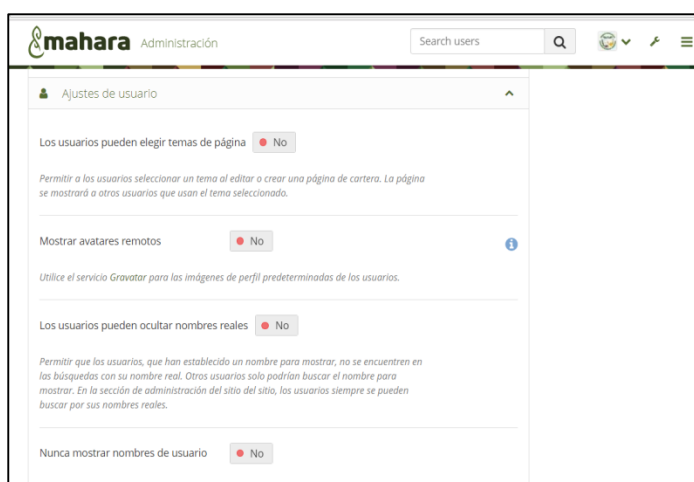 mahara Administración Search users
Ajustes de usuario
Los usuarios pueden elegir temas de página No
Permitir a los usuarios seleccionar un tema al editar o crear una página de cartera. La página
se mostrará a otros usuarios que usan el tema seleccionado.
Mostrar avatares remotos No
Utilice el servicio Gravatar para las imágenes de perfil predeterminadas de los usuarios.
Los usuarios pueden ocultar nombres reales No
Permitir que los usuarios, que han establecido un nombre para mostrar, no se encuentren en
las búsquedas con su nombre real. Otros usuarios solo podrían buscar el nombre para
mostrar. En la sección de administración del sitio del sitio, los usuarios siempre se pueden
buscar por sus nombres reales.
Nunca mostrar nombres de usuario No